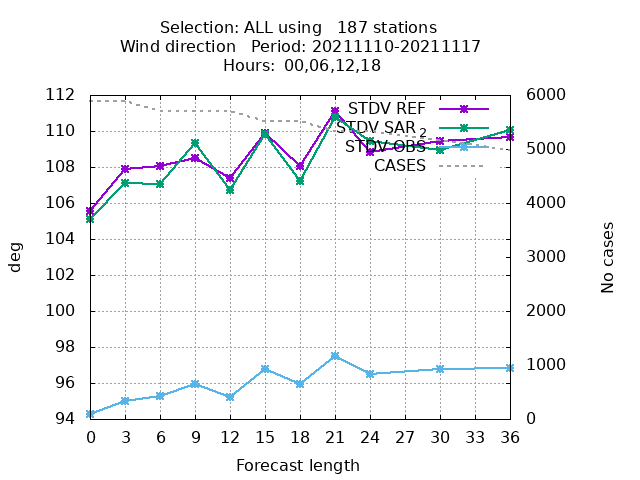 Selection: ALL using   187 stations
Wind direction   Period: 20211110-20211117
Hours: 00,06,12,18
112
110
108
106
104
102
100
98
96
94
deg
6000
5000
4000
3000
2000
1000
0
No cases
STDV REF
STDV SAR 2
STDV OBS
CASES
0 3 6 9 12 15 18 21 24 27 30 33 36
Forecast length